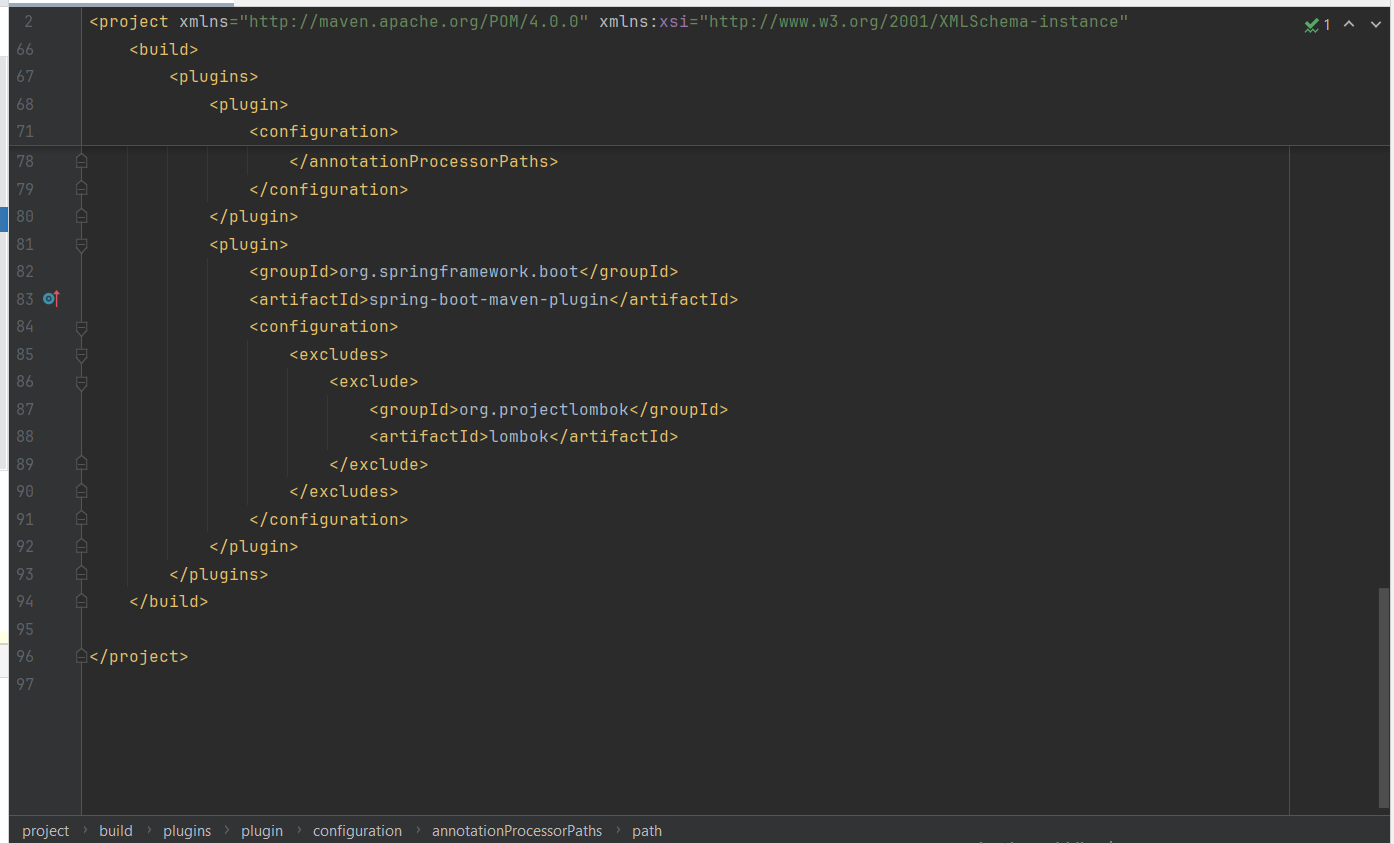 2 <project xmlns="http://maven.apache.org/POM/4.0.0" xmlns:xsi="http://www.w3.org/2001/XMLSchema-instance" 1
66 <build>
67 <plugins>
68 <plugin>
71 <configuration>
78 </annotationProcessorPaths>
79 </configuration>
80 </plugin>
81 <plugin>
82 <groupId>org.springframework.boot</groupId>
83 <artifactId>spring-boot-maven-plugin</artifactId>
84 <configuration>
85 <excludes>
86 <exclude>
87 <groupId>org.projectlombok</groupId>
88 <artifactId>lombok</artifactId>
89 </exclude>
90 </excludes>
91 </configuration>
92 </plugin>
93 </plugins>
94 </build>
95
96 </project>
97
project › build › plugins › plugin › configuration › annotationProcessorPaths › path